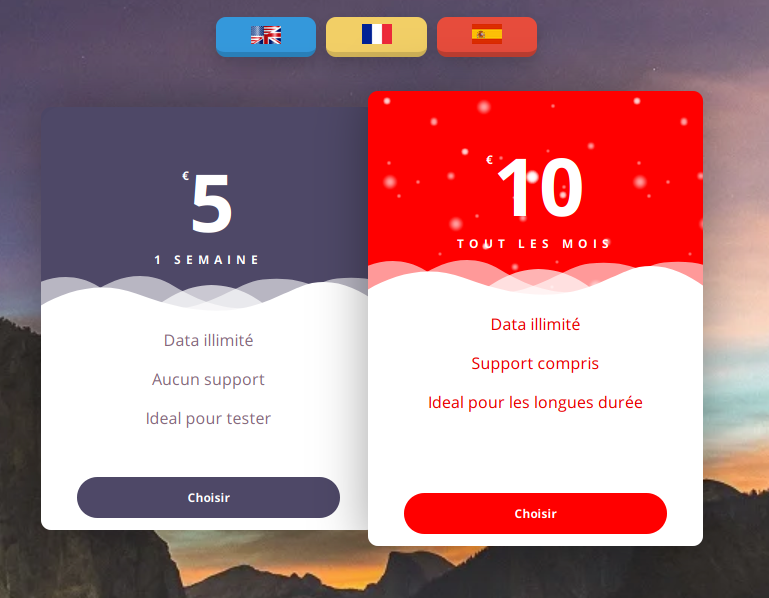 €5
1 SEMAINE
Data illimité
Aucun support
Ideal pour tester
Choisir
€10
TOUT LES MOIS
Data illimité
Support compris
Ideal pour les longues durée
Choisir